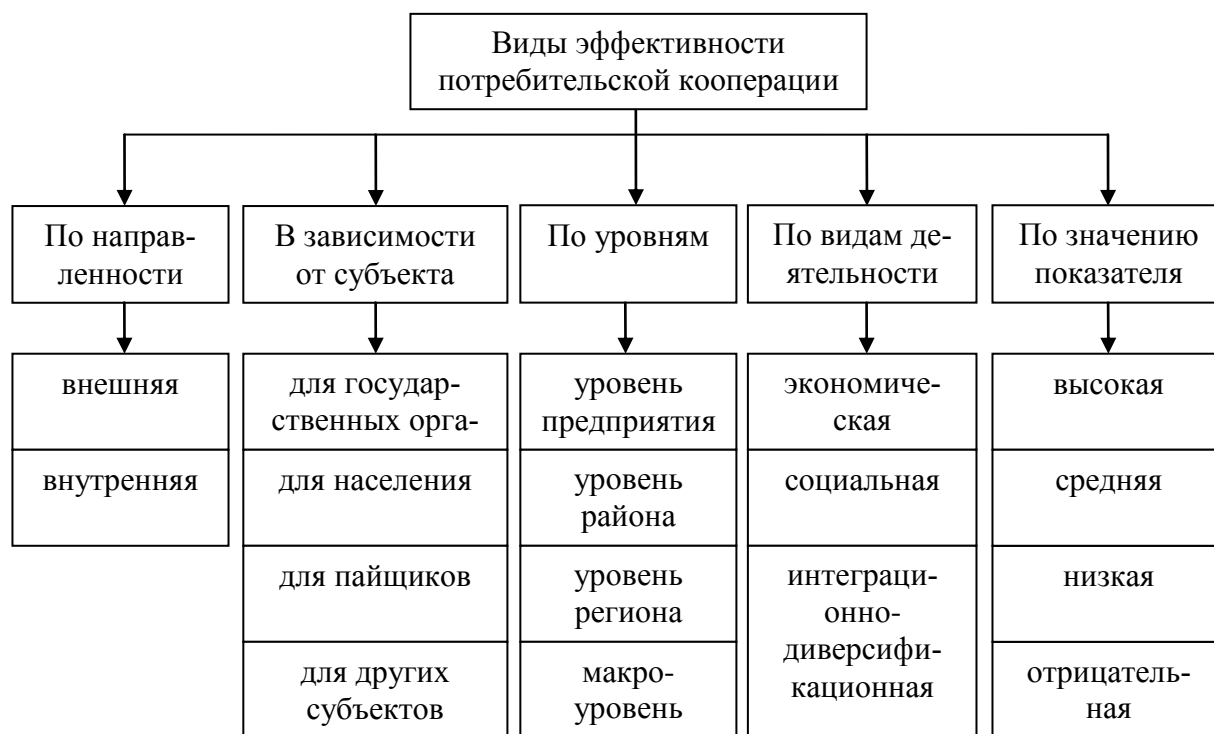 Виды эффективности
потребительской кооперации
По направ-
ленности
В зависимости
от субъекта
По уровням
По видам де-
ятельности
По значению
показателя
внешняя
внутренняя
для государ-
ственных орга-
для населения
для пайщиков
для других
субъектов
уровень
предприятия
уровень
района
уровень
региона
макро-
уровень
экономиче-
ская
социальная
интеграци-
онно-
диверсифи-
кационная
высокая
средняя
низкая
отрицатель-
ная